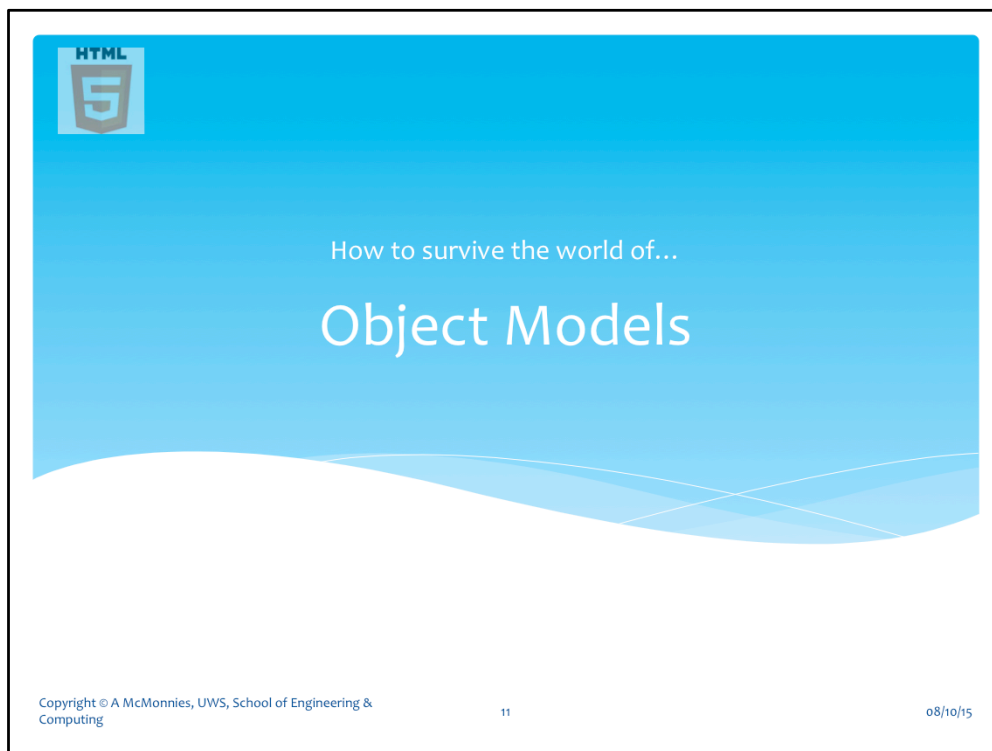 HTML
5
How to survive the world of...
Object Models
Copyright © A McMonnies, UWS, School of Engineering &
Computing
11
08/10/15